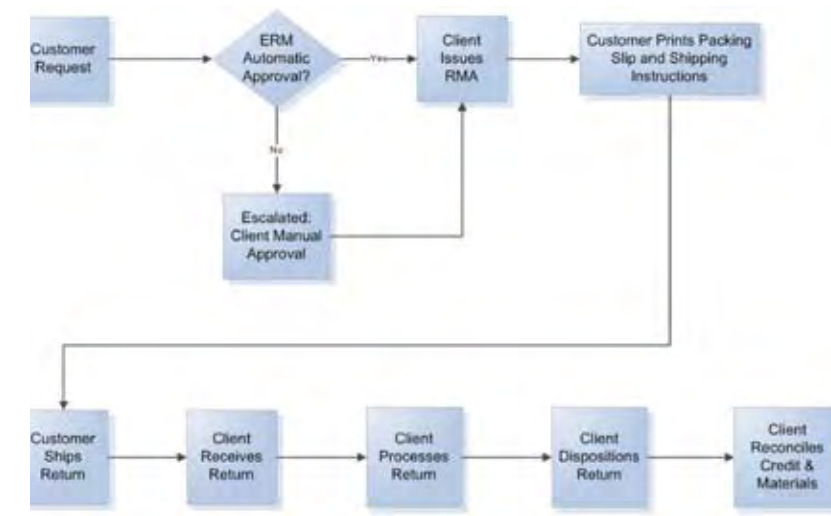 Customer
Request
ERM
Automatic
Approval?
Yes
Client
Issues
RMA
Customer Prints Packing
Slip and Shipping
Instructions
No
Escalated:
Client Manual
Approval
Customer
Ships
Return
Client
Receives
Return
Client
Processes
Return
Client
Dispositions
Return
Client
Reconciles
Credit &
Materials